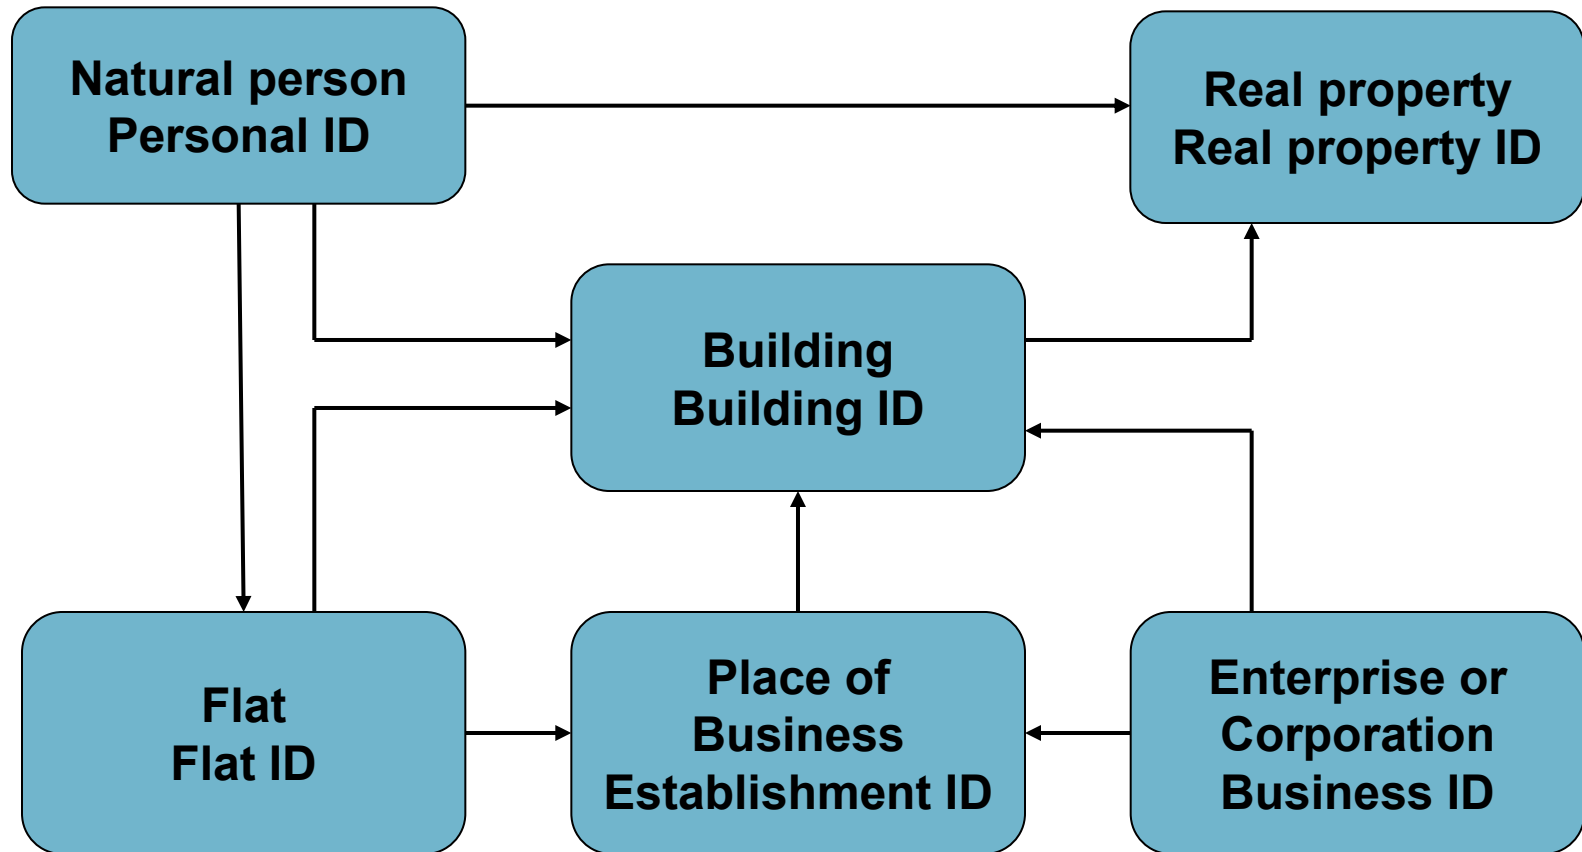 Natural person
Personal ID
Real property
Real property ID
Building
Building ID
Flat
Flat ID
Place of
Business
Establishment ID
Enterprise or
Corporation
Business ID